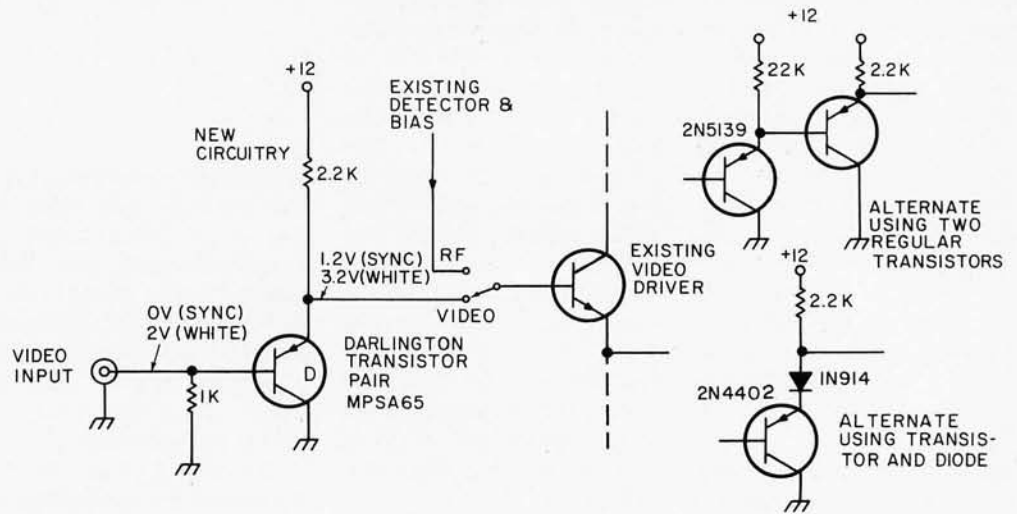 +12
NEW
CIRCUITRY
2.2K
EXISTING
DETECTOR &
BIAS
RF
1.2V (SYNC)
3.2V(WHITE)
VIDEO
EXISTING
VIDEO
DRIVER
0V (SYNC)
2V (WHITE)
VIDEO
INPUT
1K
D
DARLINGTON
TRANSISTOR
PAIR
MPSA65
+12
22K
2.2K
2N5139
ALTERNATE
USING TWO
REGULAR
TRANSISTORS
+12
2.2K
1N914
2N4402
ALTERNATE
USING TRANSIS-
TOR AND DIODE